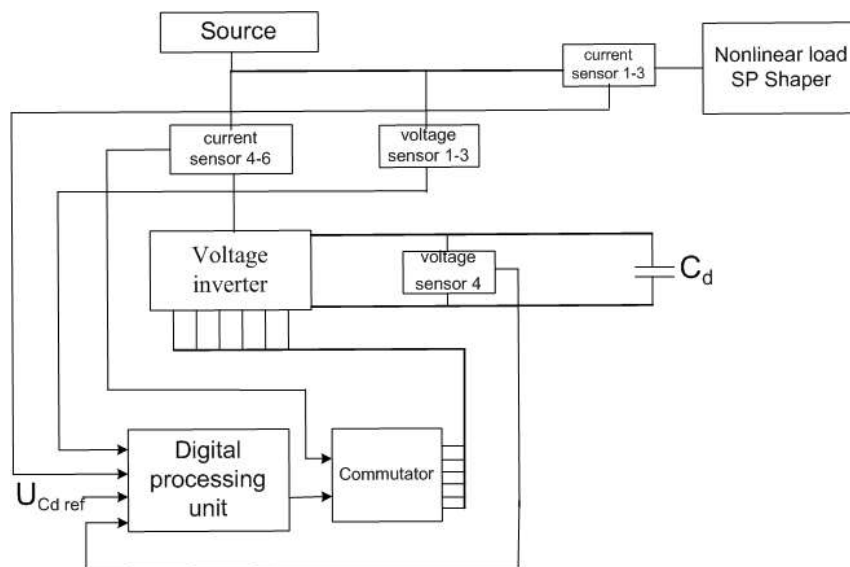 Source
current
sensor 1-3
Nonlinear load
SP Shaper
current
sensor 4-6
voltage
sensor 1-3
Voltage
inverter
voltage
sensor 4
Cd
Digital
processing
unit
Commutator
UCd ref